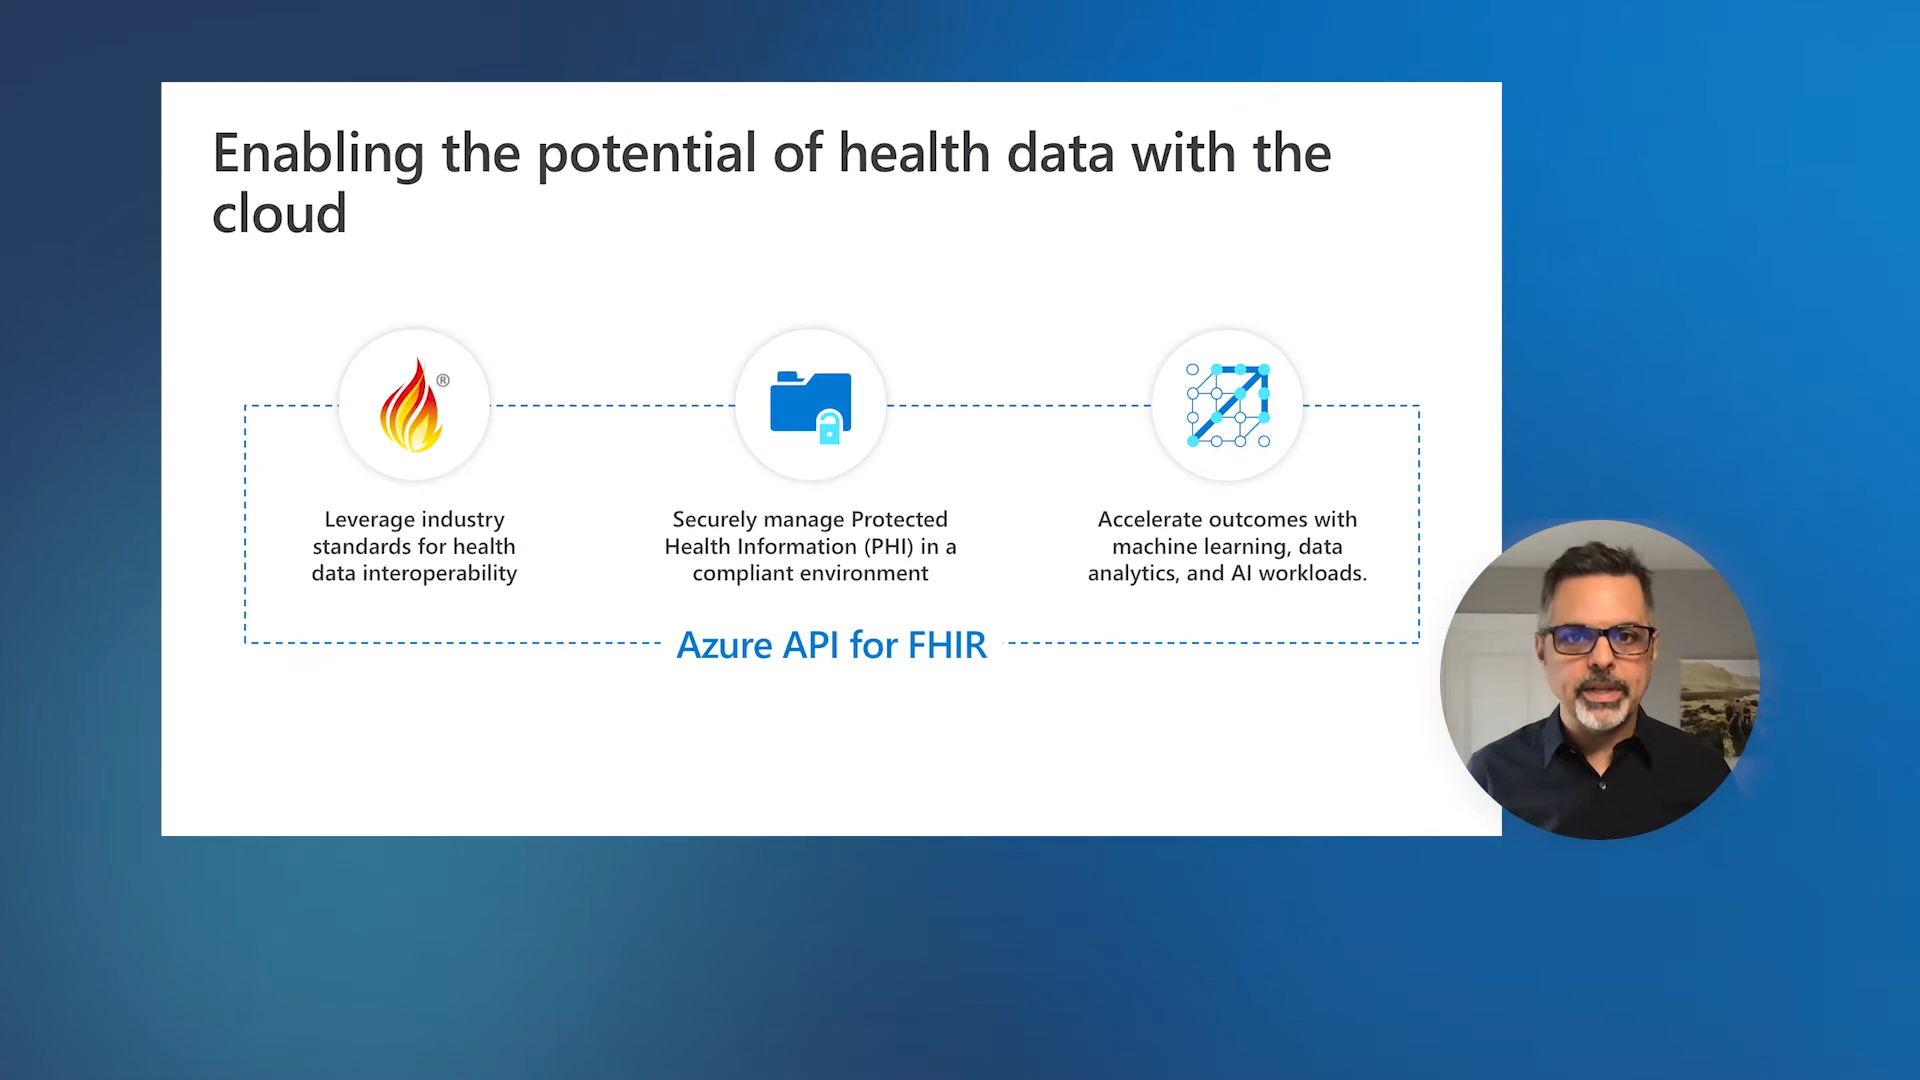 Enabling the potential of health data with the
cloud
®
Leverage industry
standards for health
data interoperability
Securely manage Protected
Health Information (PHI) in a
compliant environment
Accelerate outcomes with
machine learning, data
analytics, and AI workloads.
Azure API for FHIR